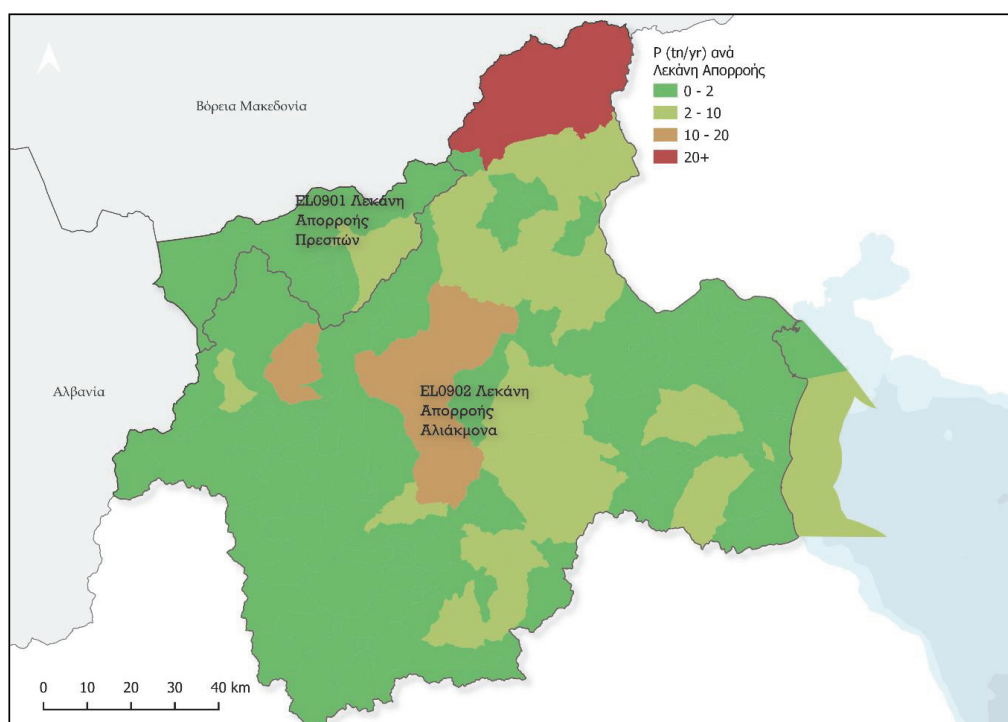 P (tn/yr) ανά
Λεκάνη Απορροής
0 - 2
2 - 10
10 - 20
20+
Βόρεια Μακεδονία
EL0901 Λεκάνη
Απορροής
Πρεσπών
Αλβανία
EL0902 Λεκάνη
Απορροής
Αλιάκμονα
0 10 20 30 40 km